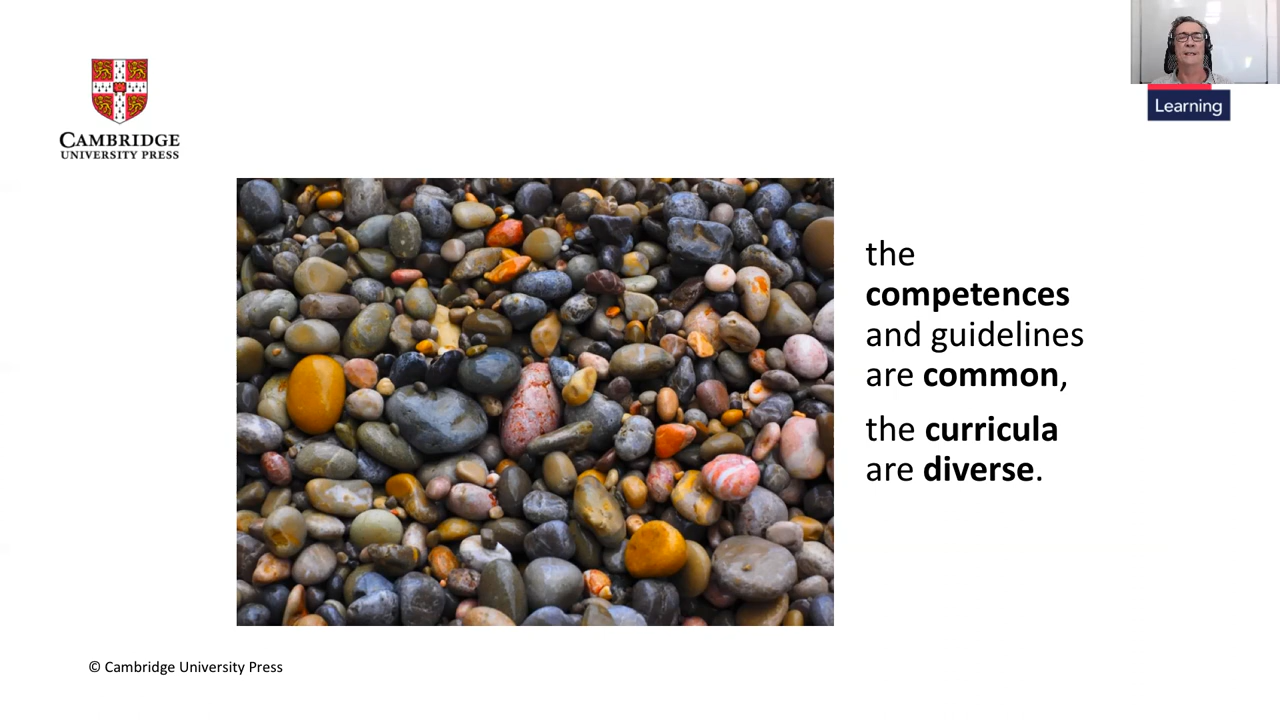 CAMBRIDGE
UNIVERSITY PRESS
Learning
the
competences
and guidelines
are common,
the curricula
are diverse.
© Cambridge University Press